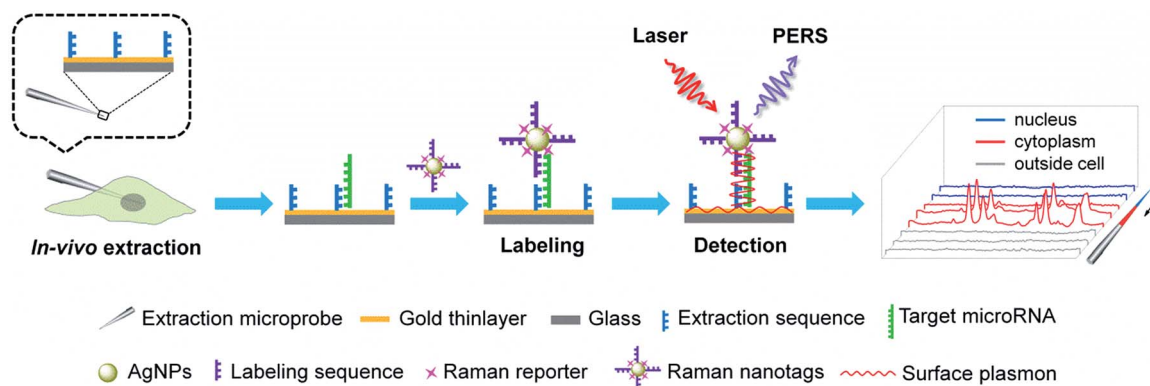 Laser
PERS
nucleus
cytoplasm
outside cell
In-vivo extraction
Labeling
Detection
Extraction microprobe
Gold thinlayer
Glass
Extraction sequence
Target microRNA
AgNPs
Labeling sequence
Raman reporter
Raman nanotags
Surface plasmon